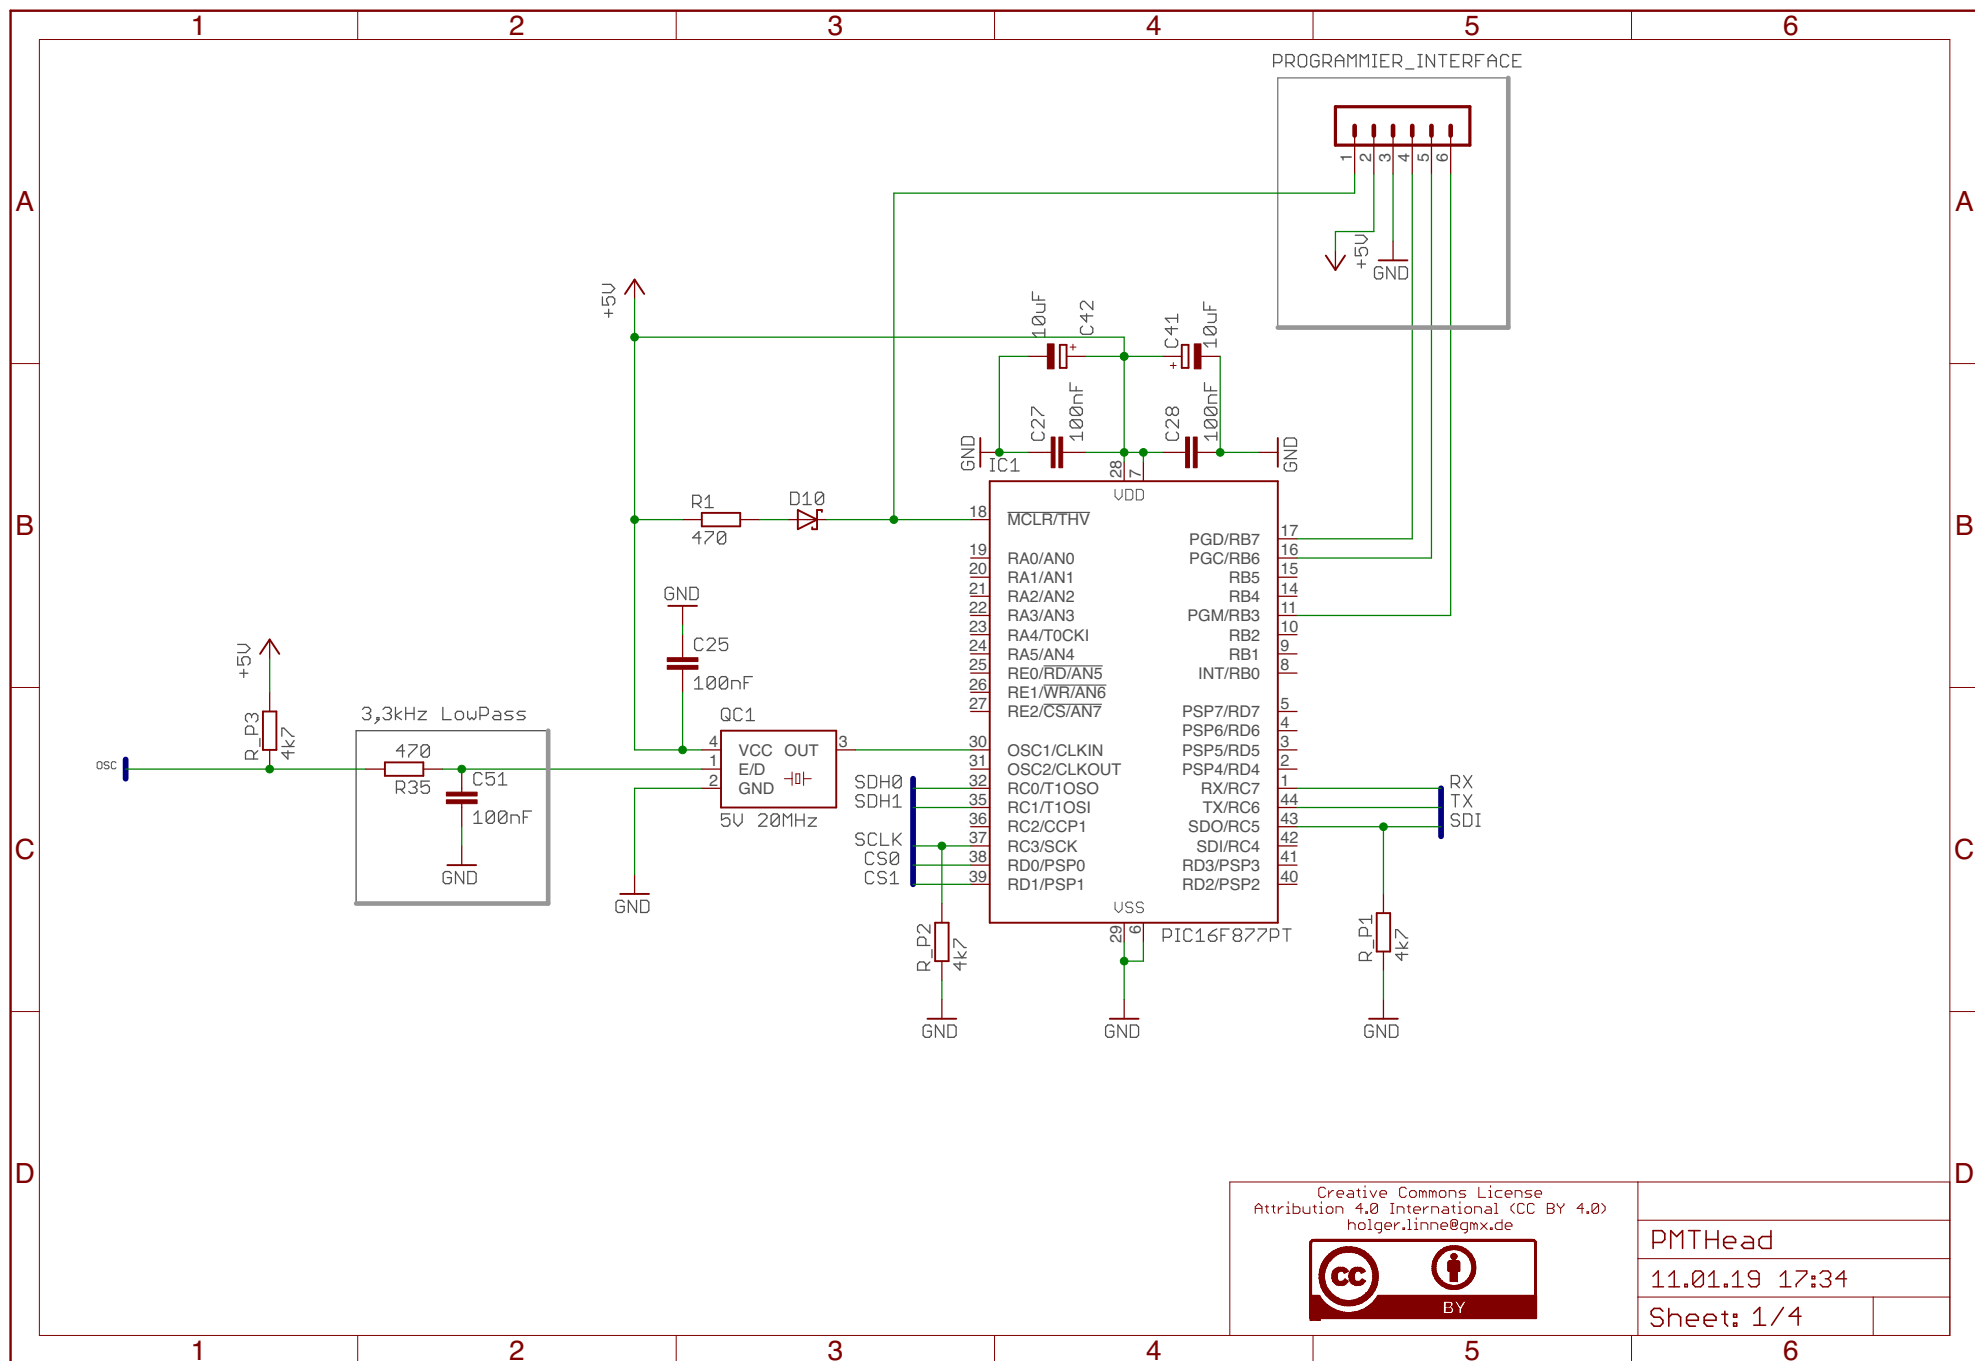 1 2 3 4 5 6
PROGRAMMIER_INTERFACE
1 2 3 4 5 6
A A
+5V
GND
+5V
10uF C42 C41 10uF
+ +
C27 100nF C28 100nF
GND IC1 28 7 GND
VDD
B B
R1 D10
470
18 MCLR/THV
PGD/RB7 17
19 RA0/AN0 PGC/RB6 16
20 RA1/AN1 RB5 15
21 RA2/AN2 RB4 14
22 RA3/AN3 PGM/RB3 11
23 RA4/T0CKI RB2 10
24 RA5/AN4 RB1 9
25 RE0/RD/AN5 INT/RB0 8
26 RE1/WR/AN6
27 RE2/CS/AN7 PSP7/RD7 5
PSP6/RD6 4
30 OSC1/CLKIN PSP5/RD5 3
31 OSC2/CLKOUT PSP4/RD4 2
32 RC0/T1OSO RX/RC7 1
35 RC1/T1OSI TX/RC6 44
36 RC2/CCP1 SDO/RC5 43
37 RC3/SCK SDI/RC4 42
38 RD0/PSP0 RD3/PSP3 41
39 RD1/PSP1 RD2/PSP2 40
VSS
29 6 PIC16F877PT
GND
C25
100nF
+5V
R_P3 4k7
3,3kHz LowPass
470
R35
C51
100nF
GND
osc
QC1
4 VCC OUT 3
1 E/D
2 GND
5V 20MHz
GND
SDH0
SDH1
SCLK
CS0
CS1
RX
TX
SDI
C C
R_P2 4k7
R_P1 4k7
GND GND GND
D D
Creative Commons License
Attribution 4.0 International (CC BY 4.0)
holger.linne@gmx.de
cc
BY
PMTHead
11.01.19 17:34
Sheet: 1/4
1 2 3 4 5 6